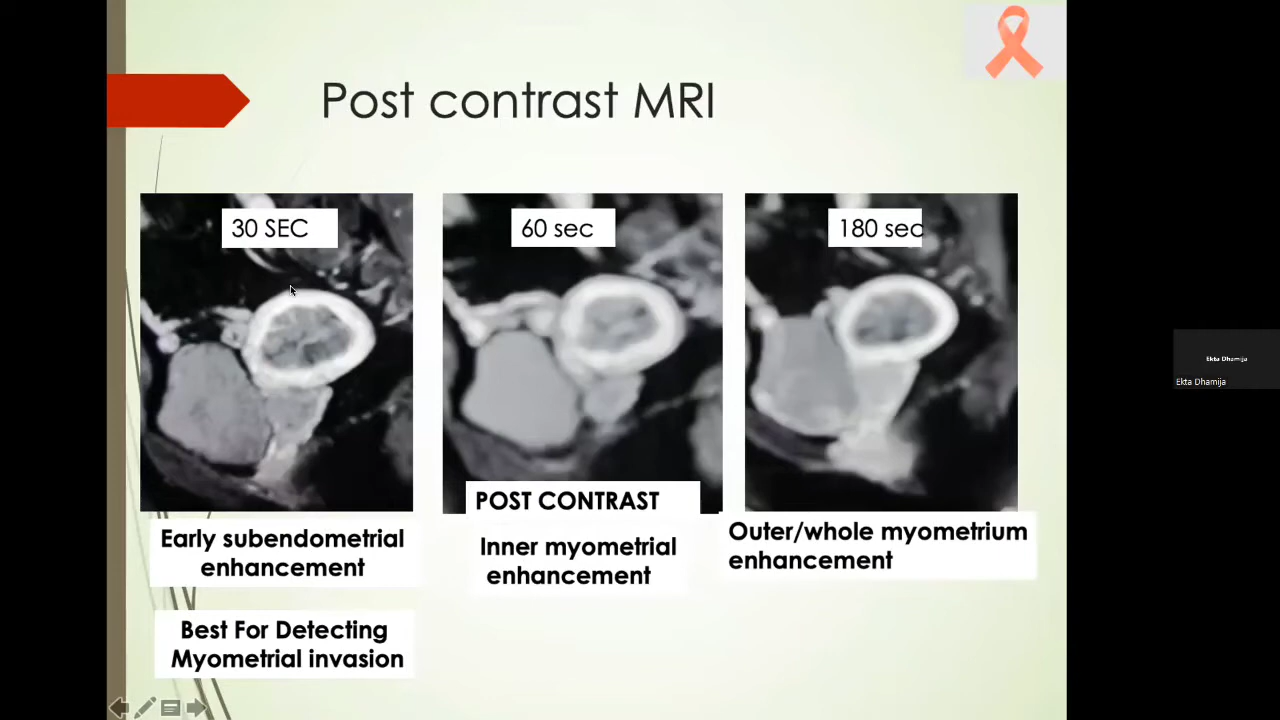 Post contrast MRI
30 SEC
60 sec
180 sec
POST CONTRAST
Early subendometrial
enhancement
Inner myometrial
enhancement
Outer/whole myometrium
enhancement
Best For Detecting
Myometrial invasion
Ekta Dhamija
Ekta Dhamija